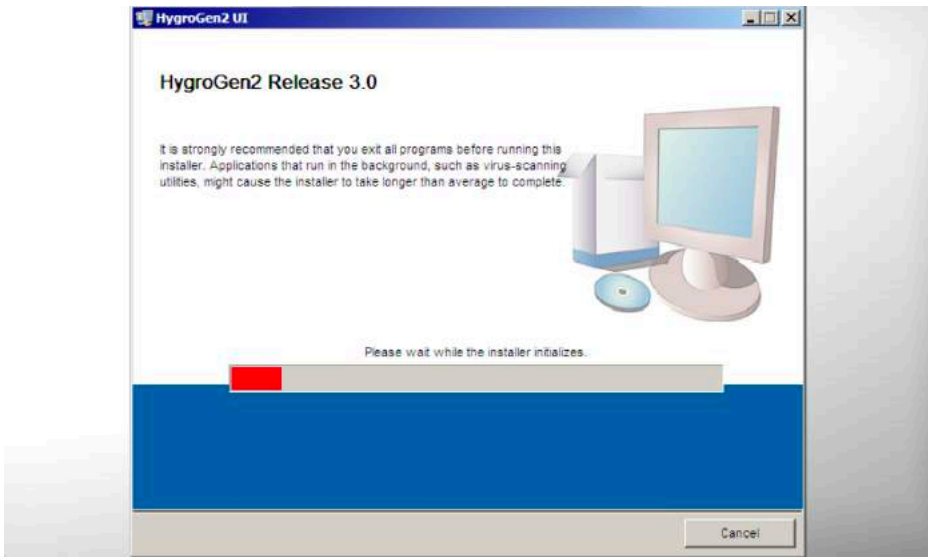 HygroGen2 UI
HygroGen2 Release 3.0
It is strongly recommended that you exit all programs before running this
installer. Applications that run in the background, such as virus-scanning
utilities, might cause the installer to take longer than average to complete.
Please wait while the installer initializes.
Cancel